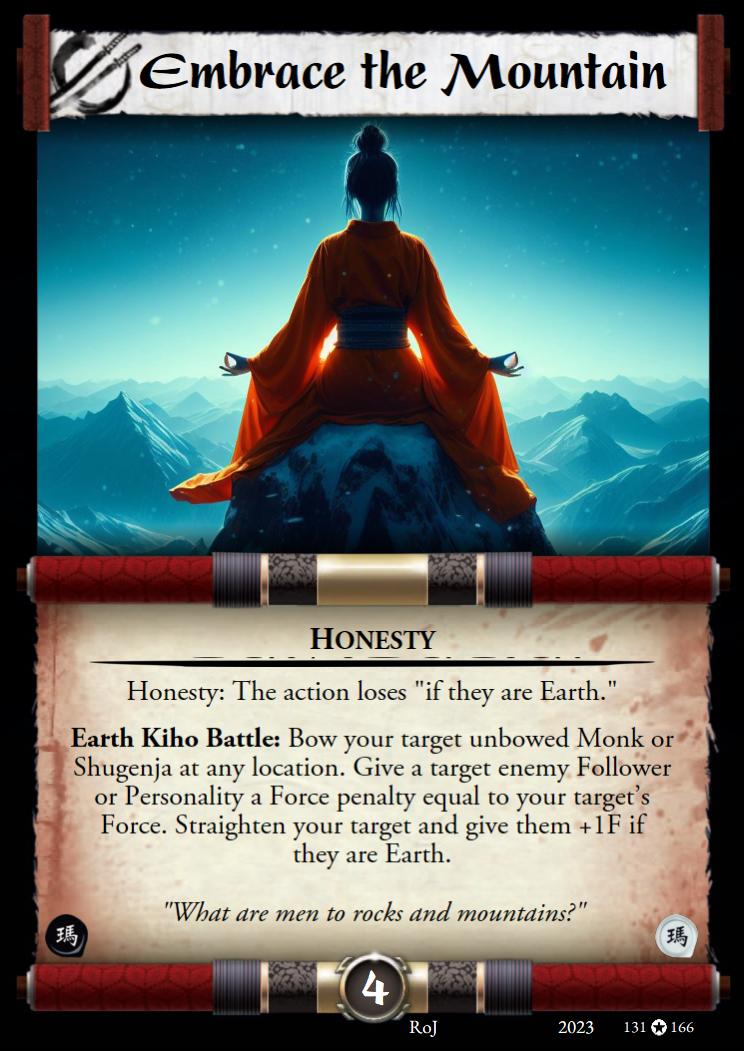 Embrace the Mountain
HONESTY
Honesty: The action loses "if they are Earth."
Earth Kiho Battle: Bow your target unbowed Monk or
Shugenja at any location. Give a target enemy Follower
or Personality a Force penalty equal to your target's
Force. Straighten your target and give them +1F if
they are Earth.
"What are men to rocks and mountains?"
瑪 瑪
4
RoJ 2023 131 166